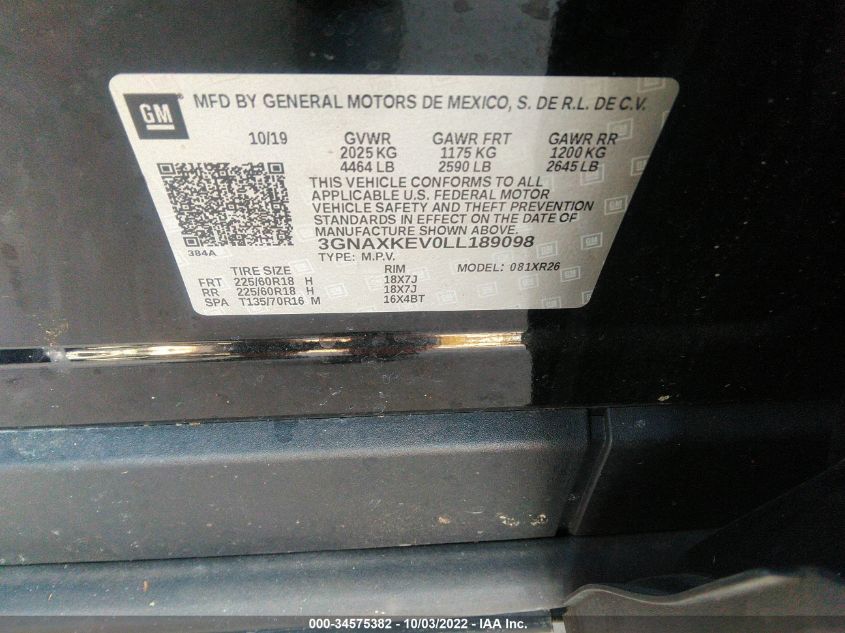 GM
MFD BY GENERAL MOTORS DE MEXICO, S. DE R.L. DE C.V.
10/19 GVWR GAWR FRT GAWR RR
2025 KG 1175 KG 1200 KG
4464 LB 2590 LB 2645 LB
THIS VEHICLE CONFORMS TO ALL
APPLICABLE U.S. FEDERAL MOTOR
VEHICLE SAFETY AND THEFT PREVENTION
STANDARDS IN EFFECT ON THE DATE OF
MANUFACTURE SHOWN ABOVE.
384A
3GNAXKEV0LL189098
TYPE: M.P.V. MODEL: 081XR26
TIRE SIZE RIM
FRT 225/60R18 H 18X7J
RR 225/60R18 H 18X7J
SPA T135/70R16 M 16X4BT
000-34575382 - 10/03/2022 - IAA Inc.